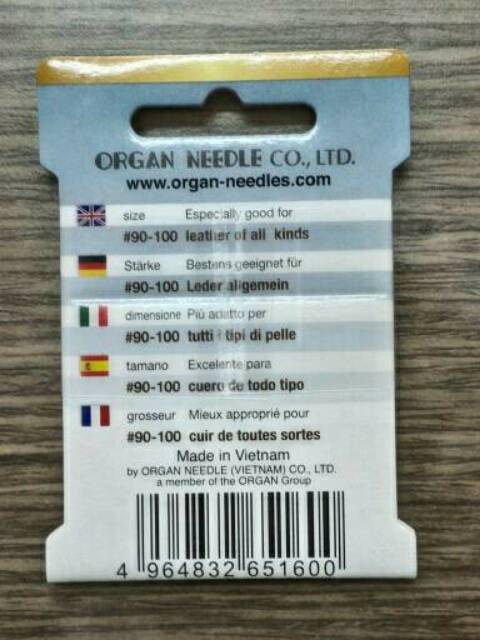 ORGAN NEEDLE CO., LTD.
www.organ-needles.com
size Especially good for
#90-100 leather of all kinds
Stärke Bestens geeignet für
#90-100 Leder allgemein
dimensione Più adatto per
#90-100 tutti i tipi di pelle
tamano Excelente para
#90-100 cuero de todo tipo
grosseur Mieux approprié pour
#90-100 cuir de toutes sortes
Made in Vietnam
by ORGAN NEEDLE (VIETNAM) CO., LTD.
a member of the ORGAN Group
4 964832 651600